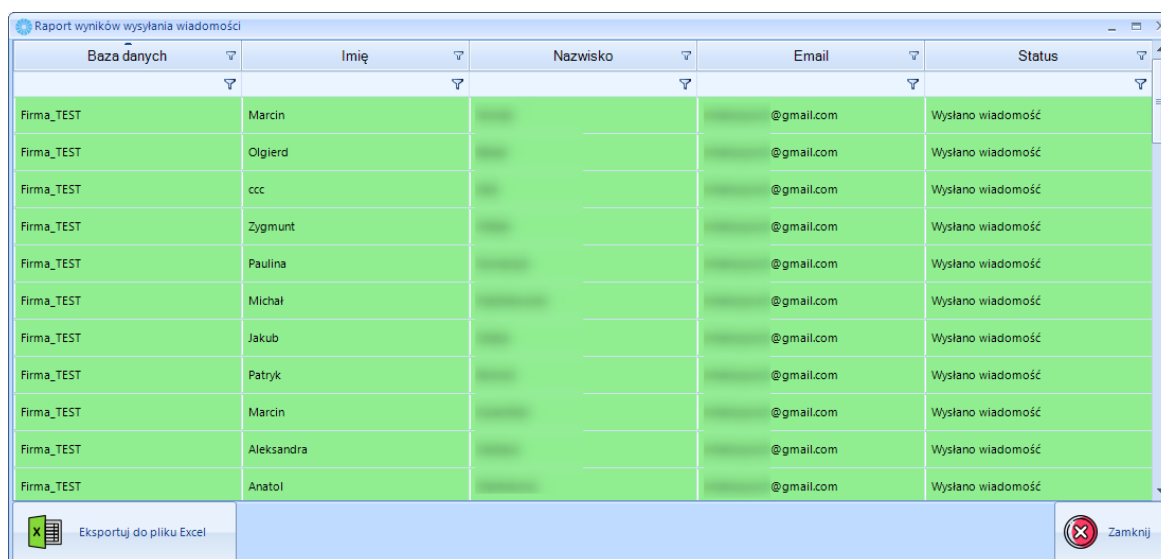 Raport wyników wysyłania wiadomości
Baza danych Imię Nazwisko Email Status
Firma_TEST Marcin @gmail.com Wysłano wiadomość
Firma_TEST Olgierd @gmail.com Wysłano wiadomość
Firma_TEST ccc @gmail.com Wysłano wiadomość
Firma_TEST Zygmunt @gmail.com Wysłano wiadomość
Firma_TEST Paulina @gmail.com Wysłano wiadomość
Firma_TEST Michał @gmail.com Wysłano wiadomość
Firma_TEST Jakub @gmail.com Wysłano wiadomość
Firma_TEST Patryk @gmail.com Wysłano wiadomość
Firma_TEST Marcin @gmail.com Wysłano wiadomość
Firma_TEST Aleksandra @gmail.com Wysłano wiadomość
Firma_TEST Anatol @gmail.com Wysłano wiadomość
Eksportuj do pliku Excel Zamknij